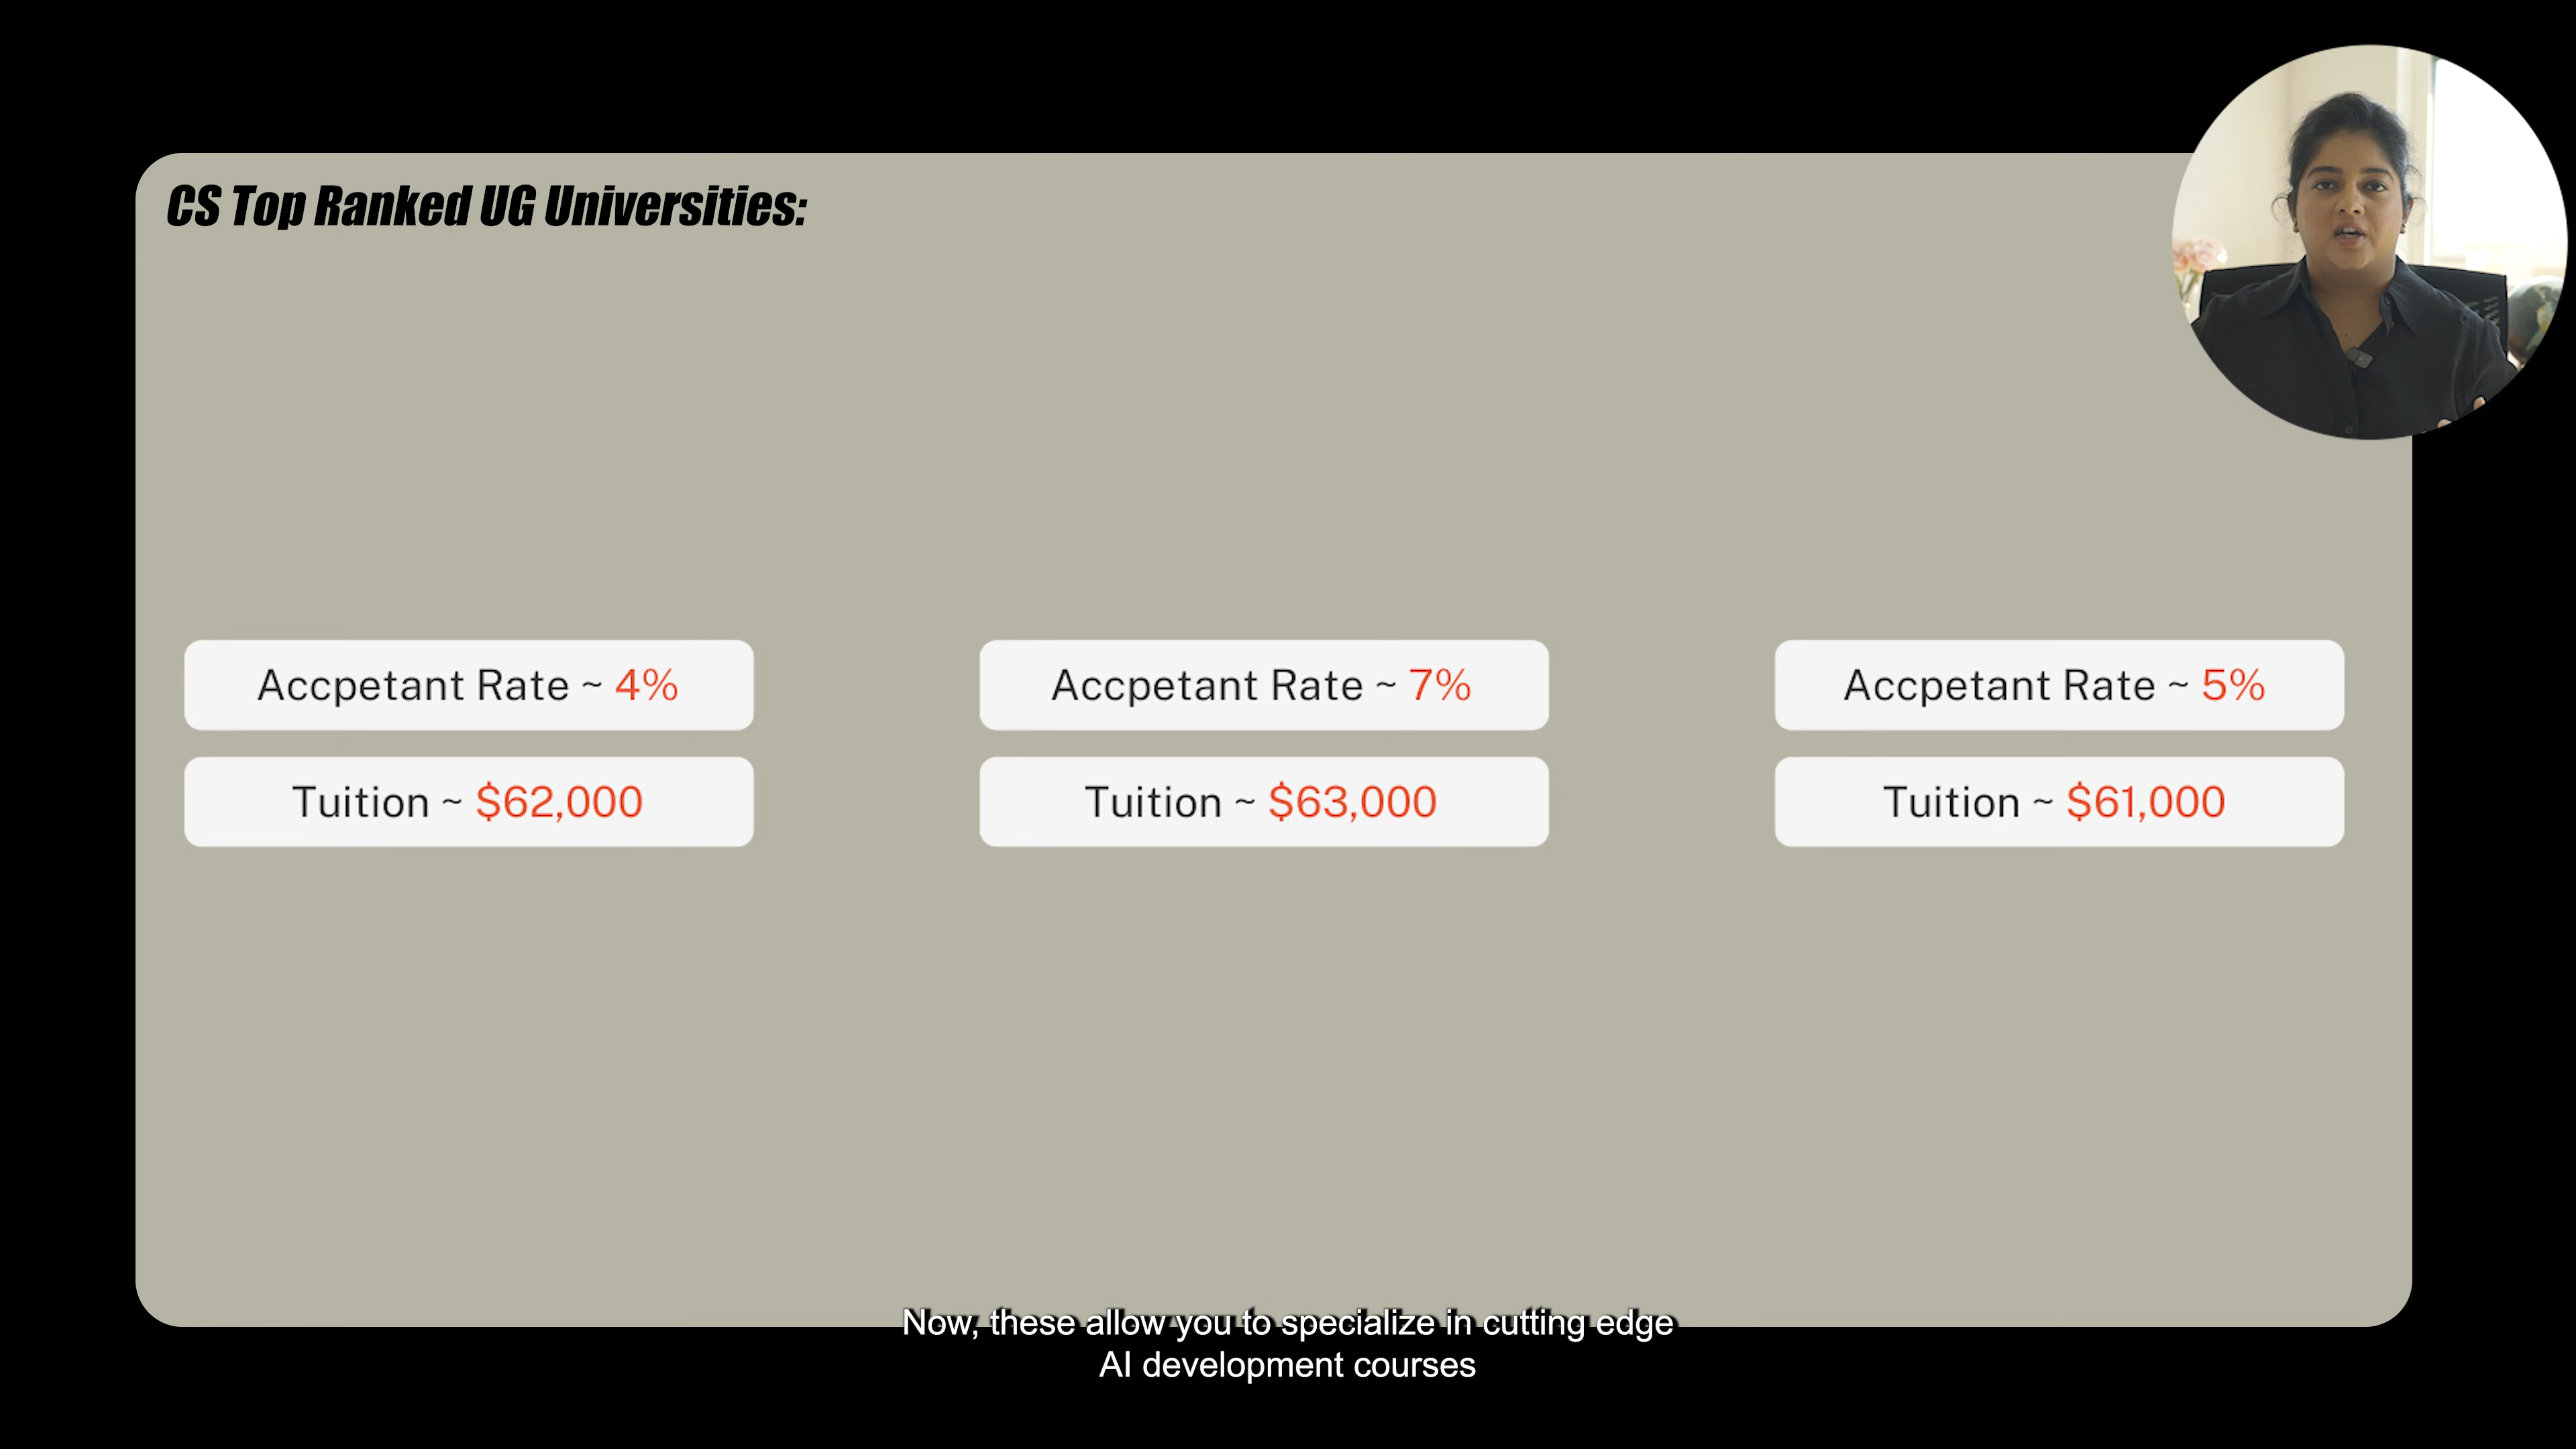 CS Top Ranked UG Universities:
Accpetant Rate ~ 4%
Tuition ~ $62,000
Accpetant Rate ~ 7%
Tuition ~ $63,000
Accpetant Rate ~ 5%
Tuition ~ $61,000
Now, these allow you to specialize in cutting edge
AI development courses